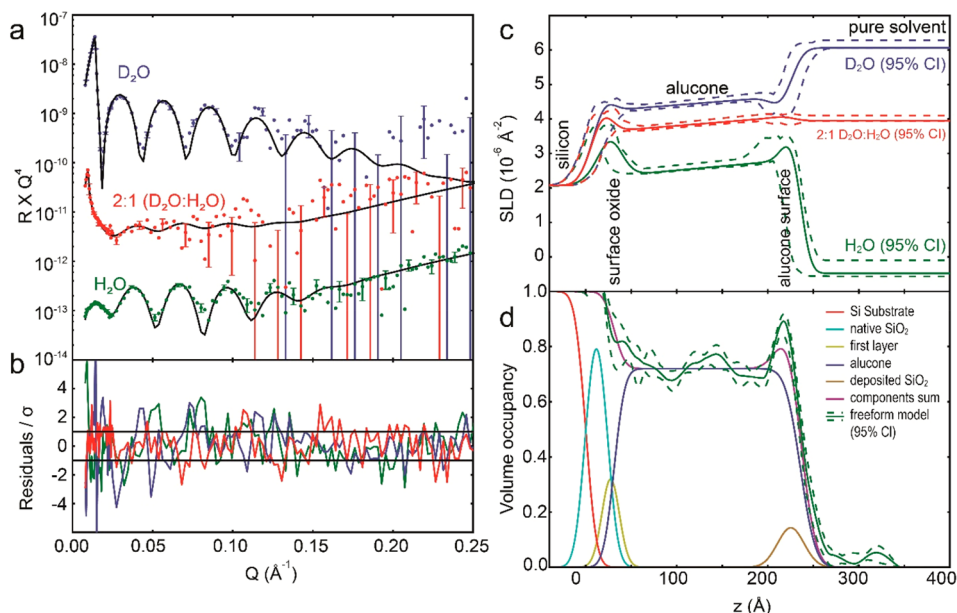 a
R X Q⁴
10⁻⁷
10⁻⁸
10⁻⁹
10⁻¹⁰
10⁻¹¹
10⁻¹²
10⁻¹³
10⁻¹⁴
D₂O
2:1 (D₂O:H₂O)
H₂O
b
Residuals / σ
4
2
0
-2
-4
0.00 0.05 0.10 0.15 0.20 0.25
Q (Å⁻¹)
c
SLD (10⁻⁶ Å⁻²)
6
5
4
3
2
1
0
pure solvent
D₂O (95% CI)
alucone
2:1 D₂O:H₂O (95% CI)
silicon
surface oxide
alucone surface
H₂O (95% CI)
d
Volume occupancy
1.0
0.8
0.6
0.4
0.2
0.0
Si Substrate
native SiO₂
first layer
alucone
deposited SiO₂
components sum
freeform model
(95% CI)
0 100 200 300 400
z (Å)